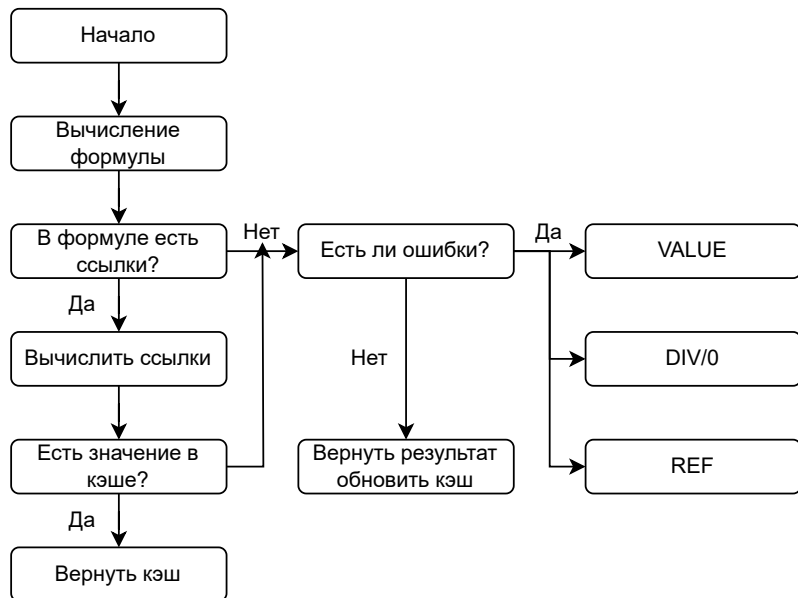 Начало
Вычисление
формулы
В формуле есть
ссылки?
Нет
Есть ли ошибки?
Да
VALUE
Да
Вычислить ссылки
Нет
DIV/0
Есть значение в
кэше?
Вернуть результат
обновить кэш
REF
Да
Вернуть кэш